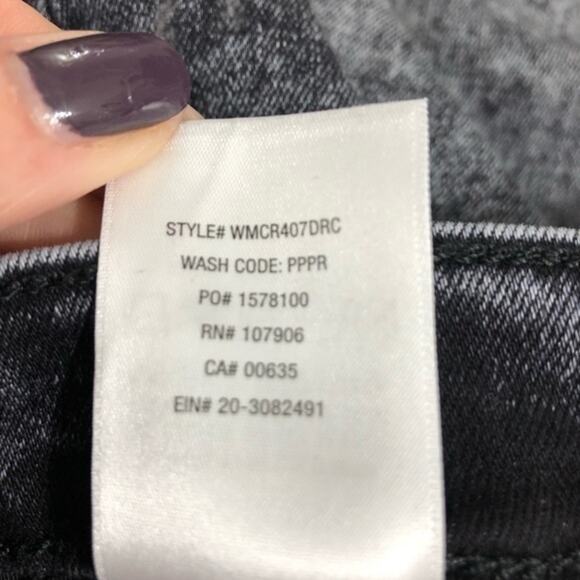 STYLE# WMCR407DRC
WASH CODE: PPPR
PO# 1578100
RN# 107906
CA# 00635
EIN# 20-3082491